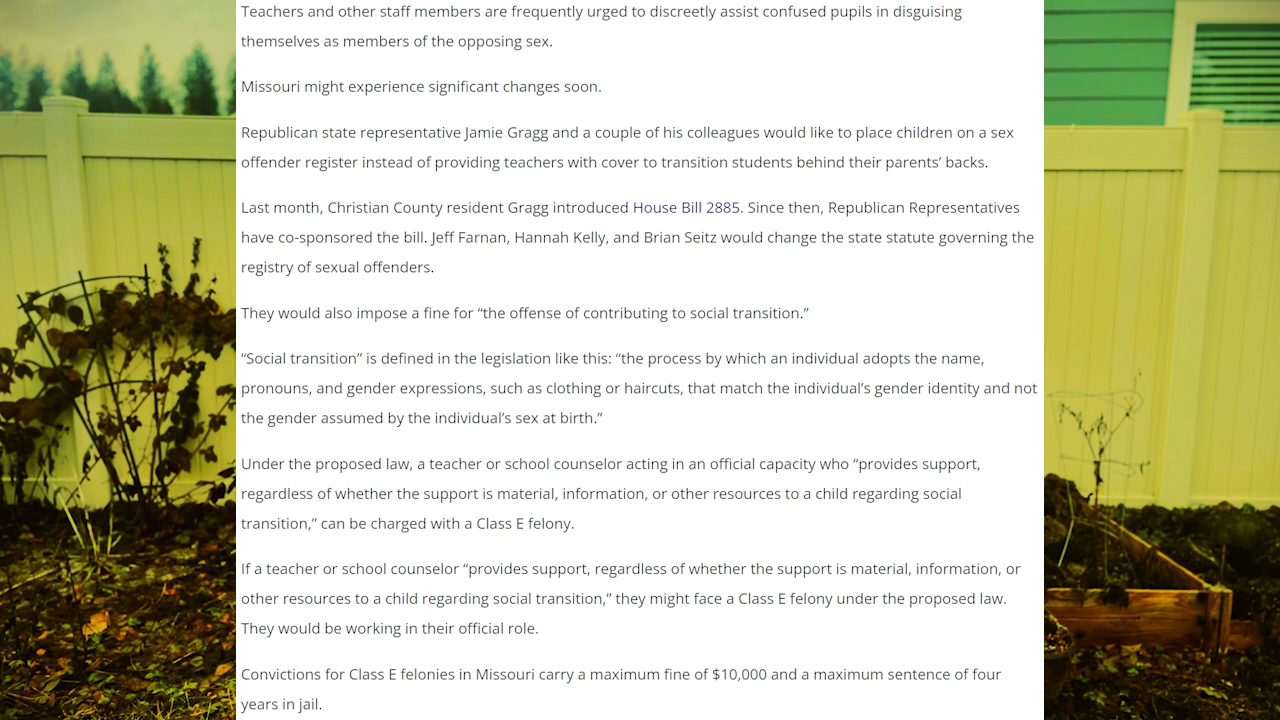 Teachers and other staff members are frequently urged to discreetly assist confused pupils in disguising
themselves as members of the opposing sex.
Missouri might experience significant changes soon.
Republican state representative Jamie Gragg and a couple of his colleagues would like to place children on a sex
offender register instead of providing teachers with cover to transition students behind their parents’ backs.
Last month, Christian County resident Gragg introduced House Bill 2885. Since then, Republican Representatives
have co-sponsored the bill. Jeff Farnan, Hannah Kelly, and Brian Seitz would change the state statute governing the
registry of sexual offenders.
They would also impose a fine for “the offense of contributing to social transition.”
“Social transition” is defined in the legislation like this: “the process by which an individual adopts the name,
pronouns, and gender expressions, such as clothing or haircuts, that match the individual’s gender identity and not
the gender assumed by the individual’s sex at birth.”
Under the proposed law, a teacher or school counselor acting in an official capacity who “provides support,
regardless of whether the support is material, information, or other resources to a child regarding social
transition,” can be charged with a Class E felony.
If a teacher or school counselor “provides support, regardless of whether the support is material, information, or
other resources to a child regarding social transition,” they might face a Class E felony under the proposed law.
They would be working in their official role.
Convictions for Class E felonies in Missouri carry a maximum fine of $10,000 and a maximum sentence of four
years in jail.